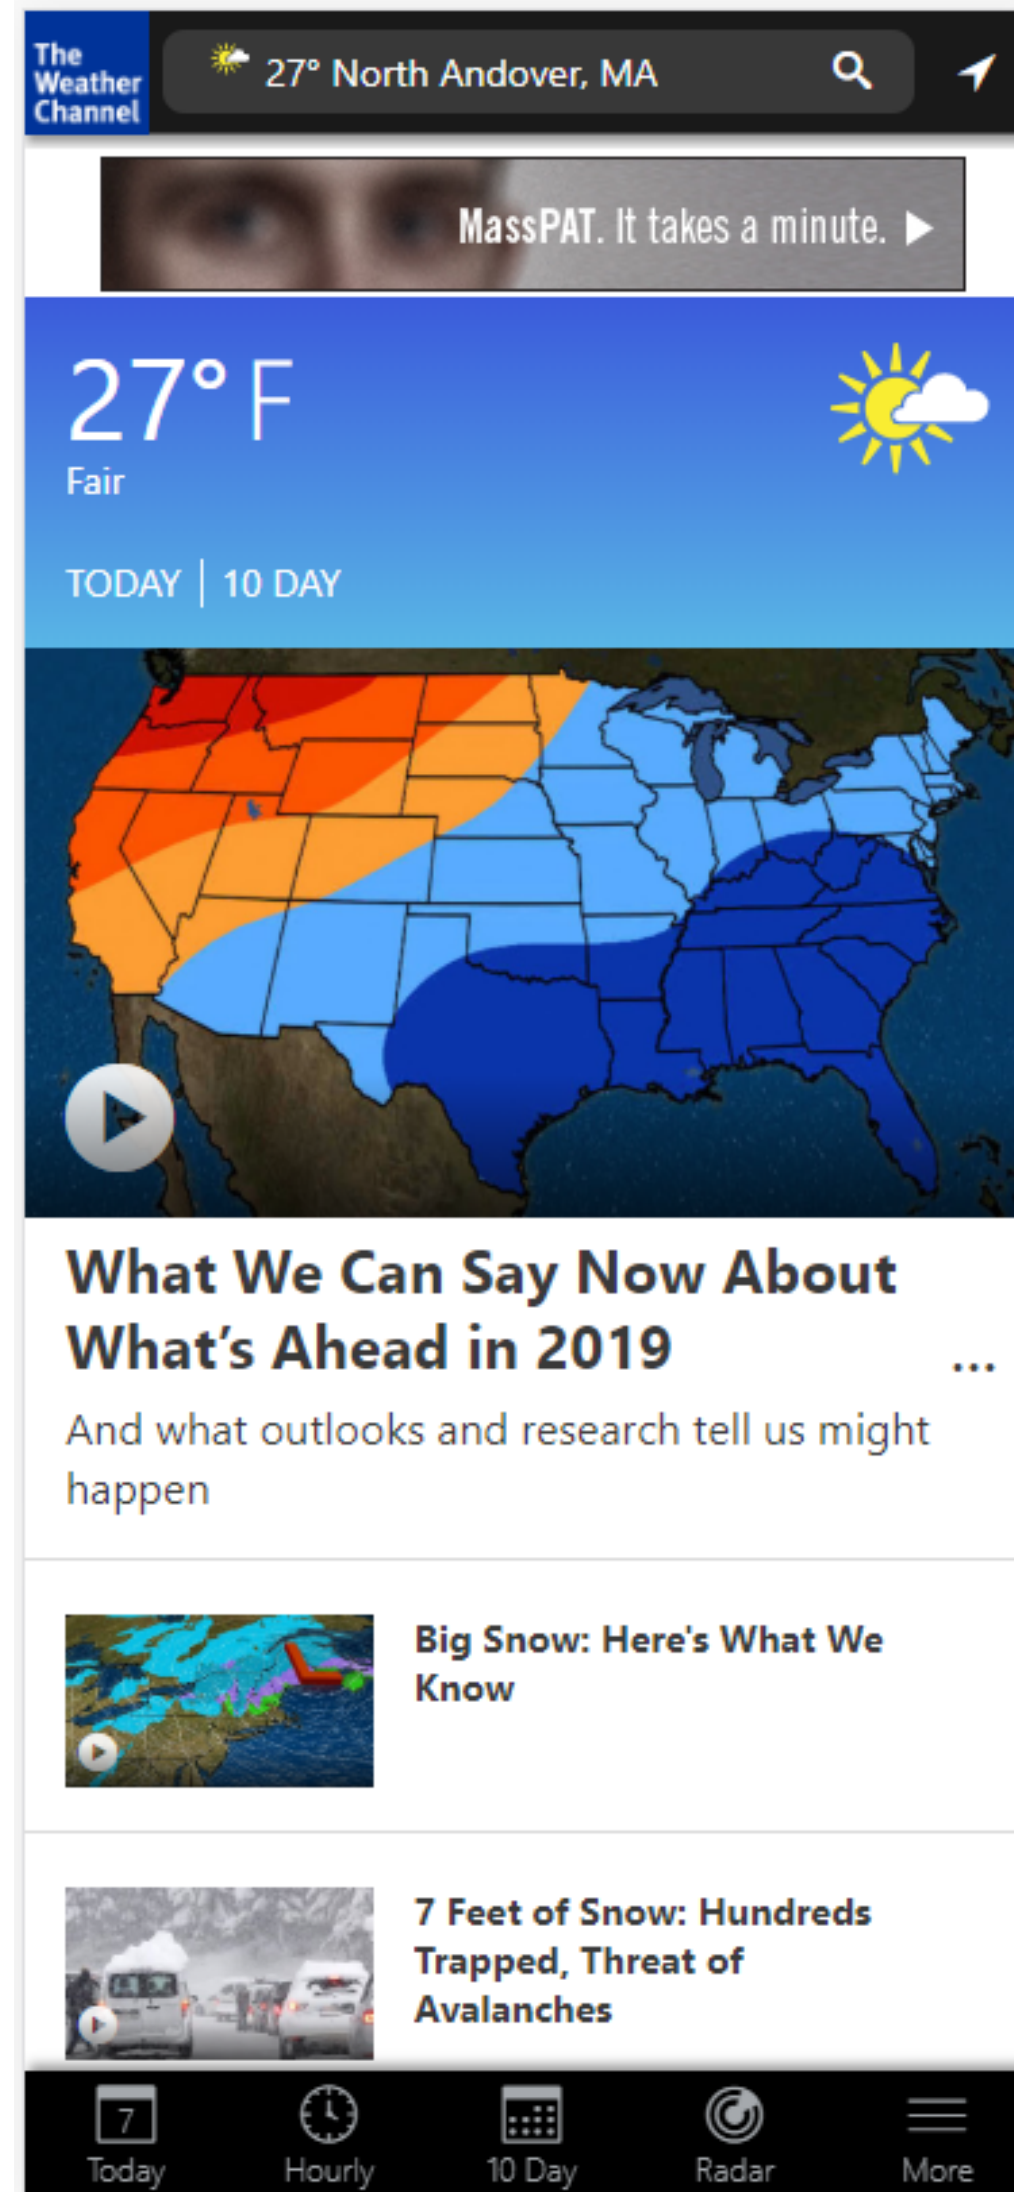 The
Weather
Channel
27° North Andover, MA
MassPAT. It takes a minute.
27° F
Fair
TODAY | 10 DAY
What We Can Say Now About
What's Ahead in 2019
...
And what outlooks and research tell us might
happen
Big Snow: Here's What We
Know
7 Feet of Snow: Hundreds
Trapped, Threat of
Avalanches
7
Today
Hourly
10 Day
Radar
More